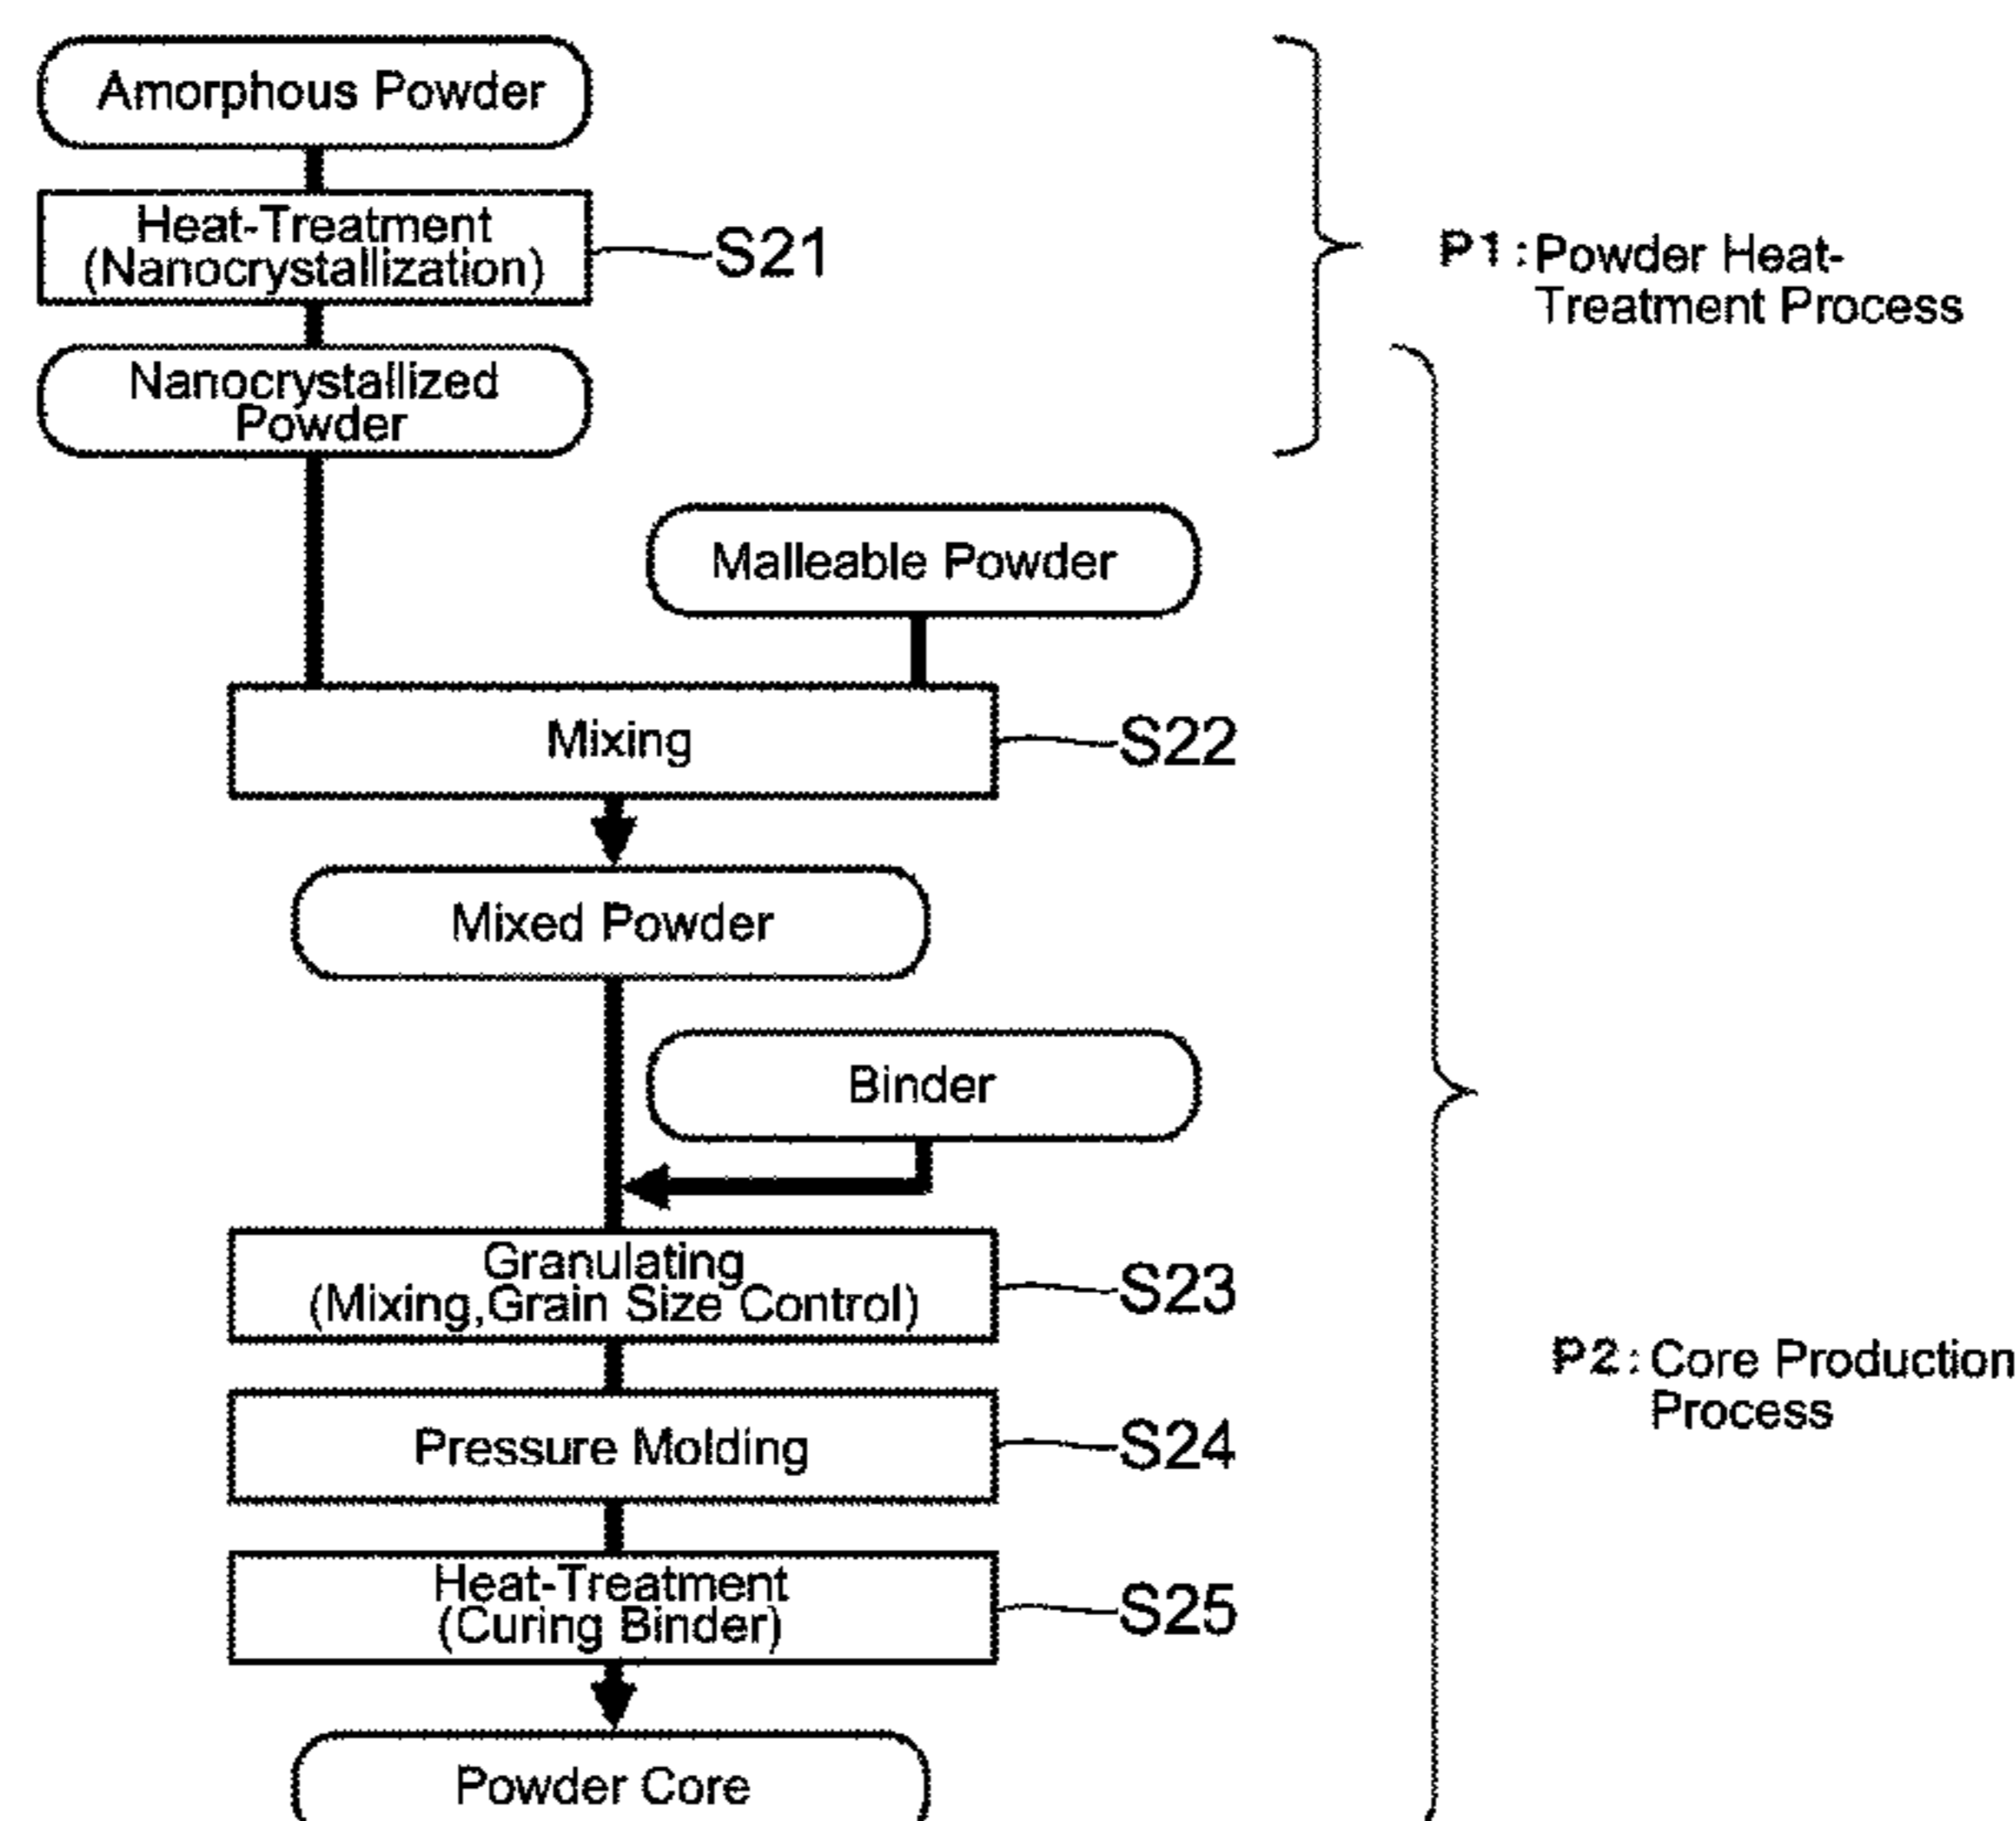 Amorphous Powder
Heat-Treatment
(Nanocrystallization)
S21
P1:Powder Heat-
Treatment Process
Nanocrystallized
Powder
Malleable Powder
Mixing
S22
Mixed Powder
Binder
Granulating
(Mixing,Grain Size Control)
S23
P2:Core Production
Process
Pressure Molding
S24
Heat-Treatment
(Curing Binder)
S25
Powder Core